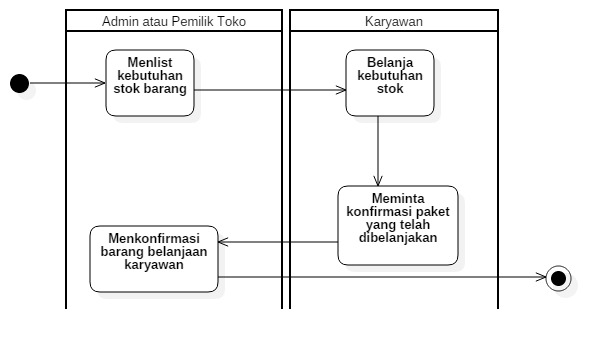 Admin atau Pemilik Toko
Karyawan
Menlist
kebutuhan
stok barang
Belanja
kebutuhan
stok
Meminta
konfirmasi paket
yang telah
dibelanjakan
Menkonfirmasi
barang belanjaan
karyawan